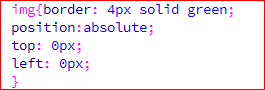 img{border: 4px solid green;
position:absolute;
top: 0px;
left: 0px;
}